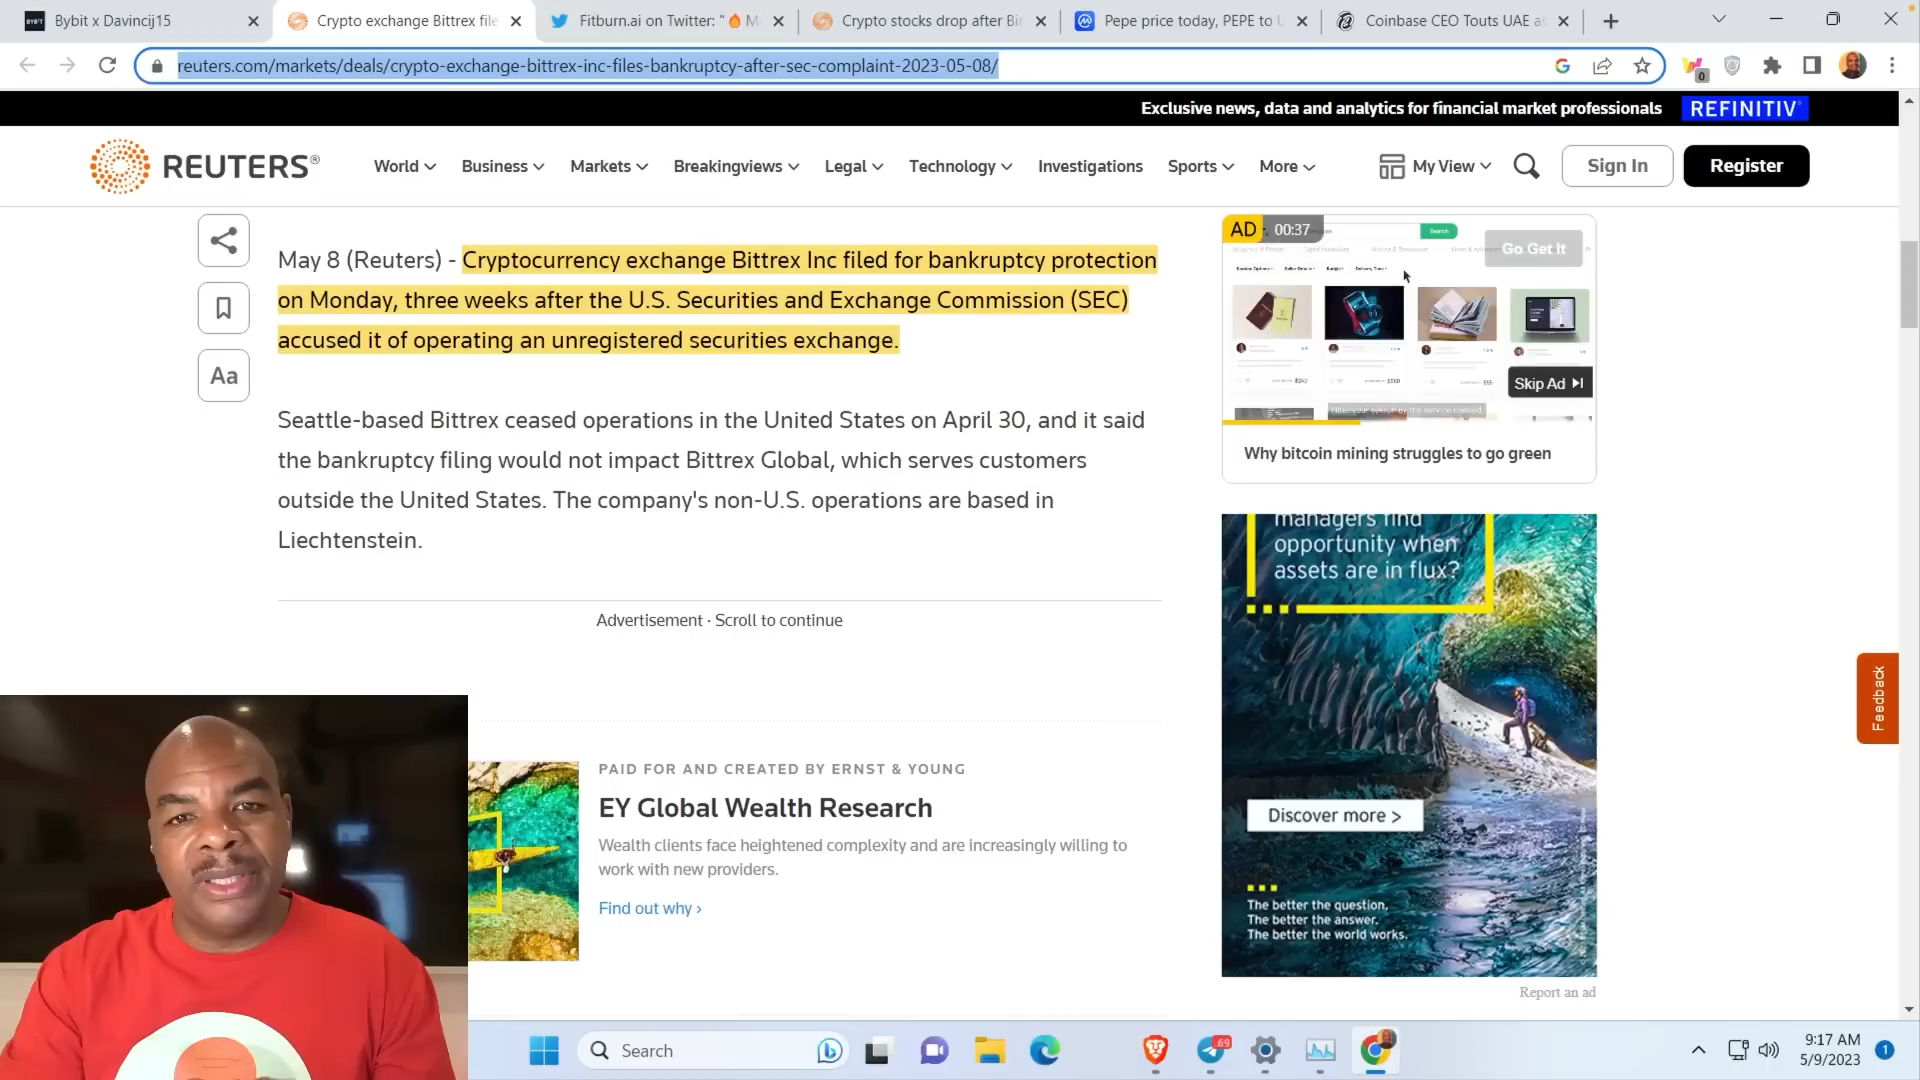 Bybit x Davincij15
Crypto exchange Bittrex file
Fitburn.ai on Twitter: "🔥 M
Crypto stocks drop after Bi
Pepe price today, PEPE to U
Coinbase CEO Touts UAE a
reuters.com/markets/deals/crypto-exchange-bittrex-inc-files-bankruptcy-after-sec-complaint-2023-05-08/
0
Exclusive news, data and analytics for financial market professionals
REFINITIV
REUTERS®
World
Business
Markets
Breakingviews
Legal
Technology
Investigations
Sports
More
My View
Sign In
Register
May 8 (Reuters) - Cryptocurrency exchange Bittrex Inc filed for bankruptcy protection
on Monday, three weeks after the U.S. Securities and Exchange Commission (SEC)
accused it of operating an unregistered securities exchange.
Aa
Seattle-based Bittrex ceased operations in the United States on April 30, and it said
the bankruptcy filing would not impact Bittrex Global, which serves customers
outside the United States. The company's non-U.S. operations are based in
Liechtenstein.
Advertisement · Scroll to continue
AD
00:37
Search
Go Get It
$240
Skip Ad
Why bitcoin mining struggles to go green
managers find
opportunity when
assets are in flux?
Discover more >
The better the question.
The better the answer.
The better the world works.
Report an ad
Feedback
PAID FOR AND CREATED BY ERNST & YOUNG
EY Global Wealth Research
Wealth clients face heightened complexity and are increasingly willing to
work with new providers.
Find out why ›
Search
69
9:17 AM
5/9/2023
1